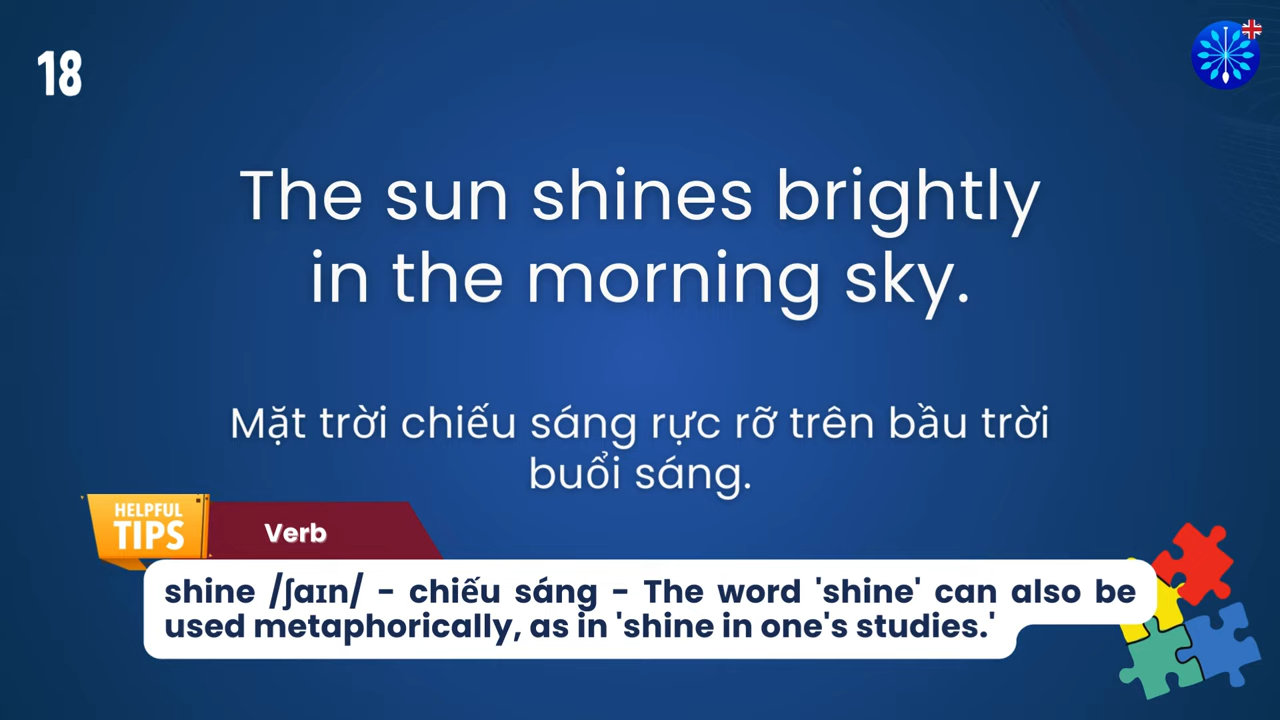 18
The sun shines brightly
in the morning sky.
Mặt trời chiếu sáng rực rỡ trên bầu trời
buổi sáng.
HELPFUL
TIPS
Verb
shine /ʃaɪn/ - chiếu sáng - The word 'shine' can also be
used metaphorically, as in 'shine in one's studies.'